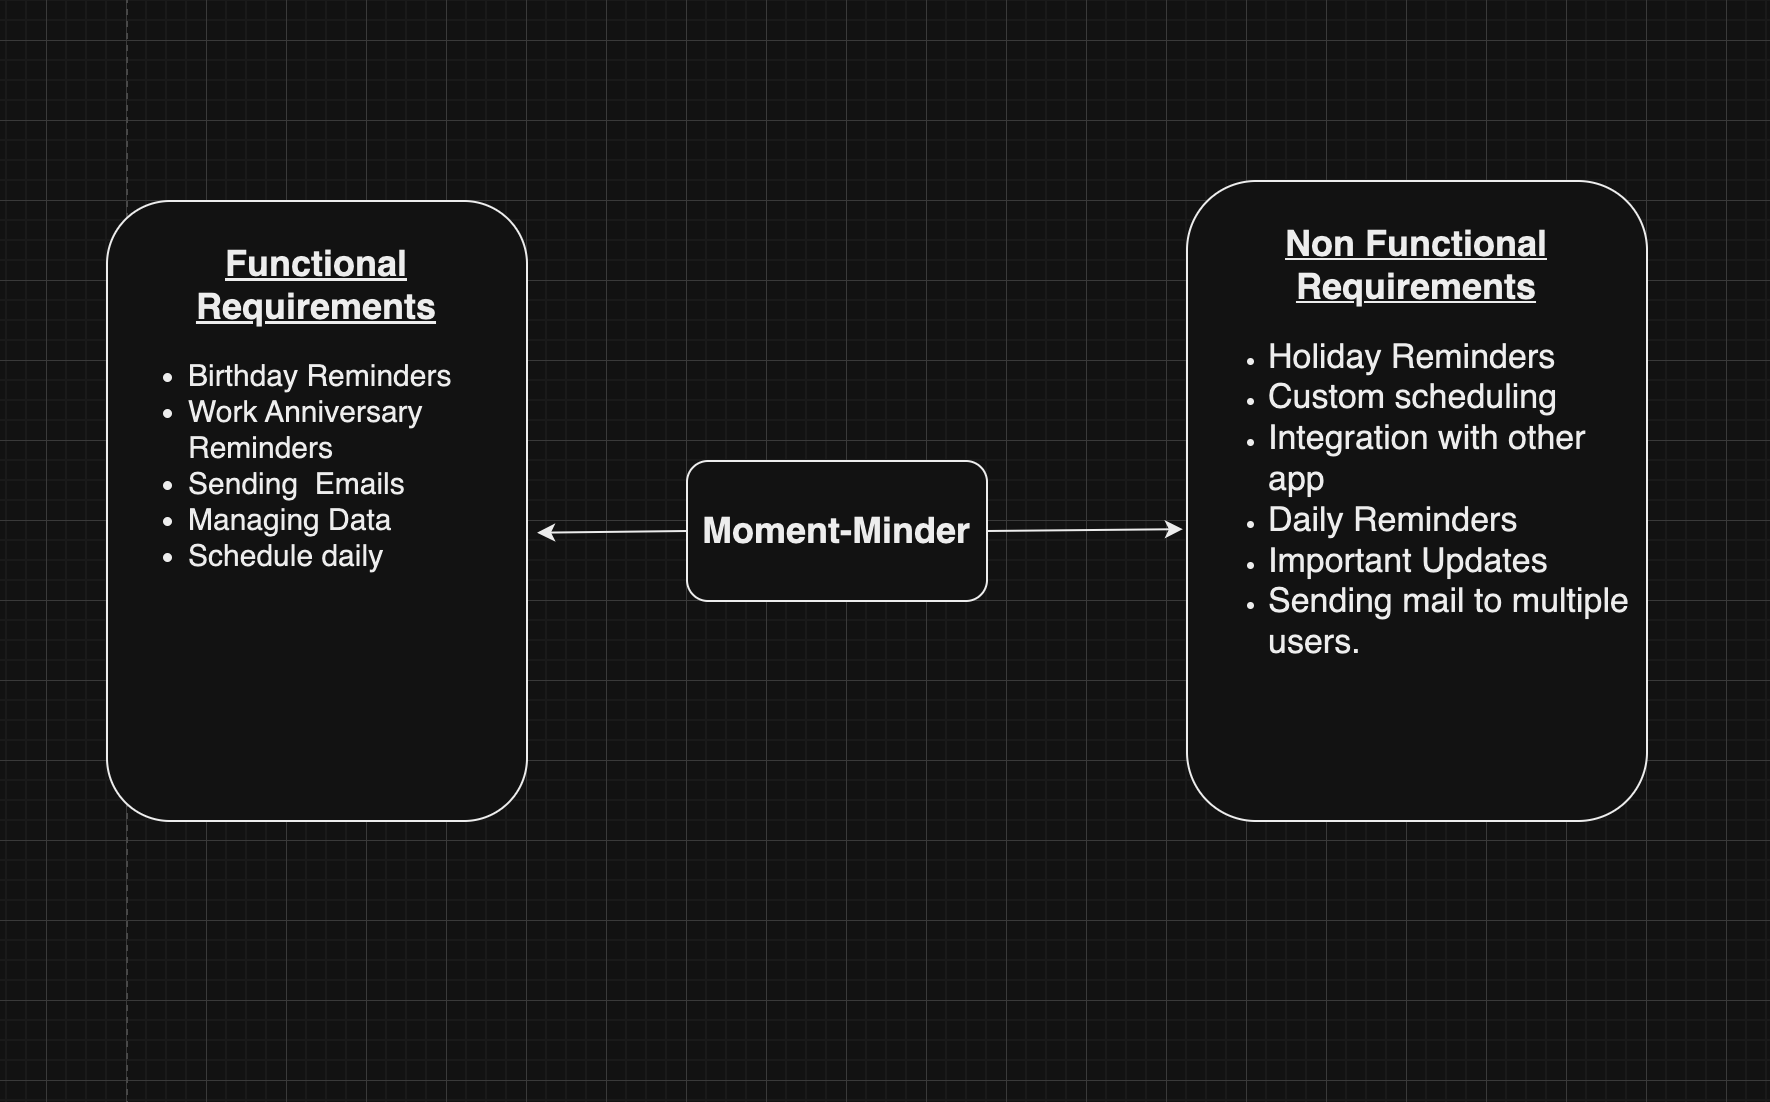 Functional
Requirements
Birthday Reminders
Work Anniversary
Reminders
Sending  Emails
Managing Data
Schedule daily
Moment-Minder
Non Functional
Requirements
Holiday Reminders
Custom scheduling
Integration with other
app
Daily Reminders
Important Updates
Sending mail to multiple
users.